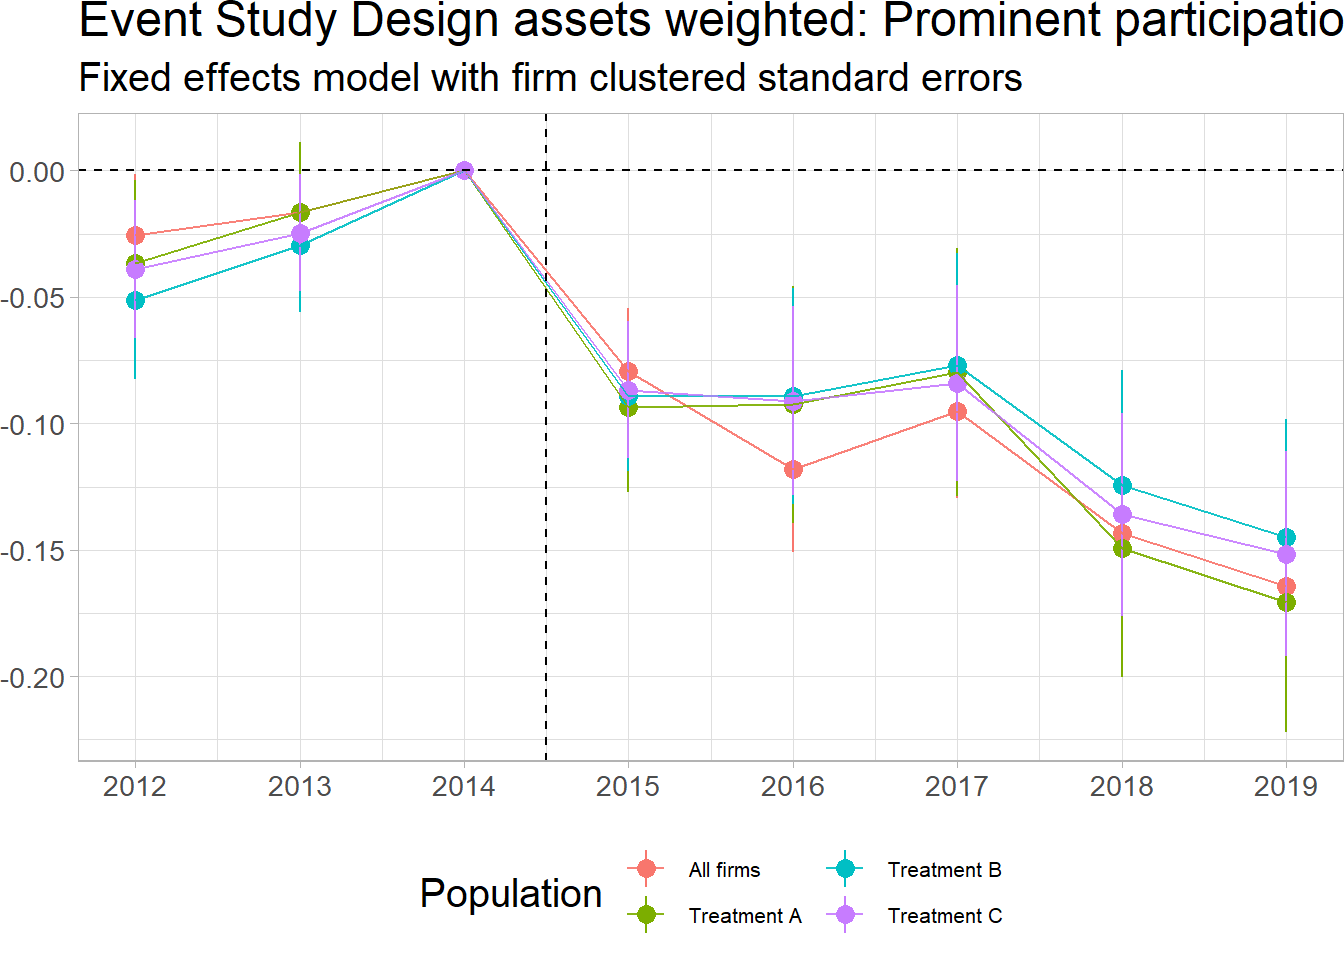 Event Study Design assets weighted: Prominent participatio
Fixed effects model with firm clustered standard errors
0.00
-0.05
-0.10
-0.15
-0.20
2012 2013 2014 2015 2016 2017 2018 2019
Population
All firms
Treatment A
Treatment B
Treatment C